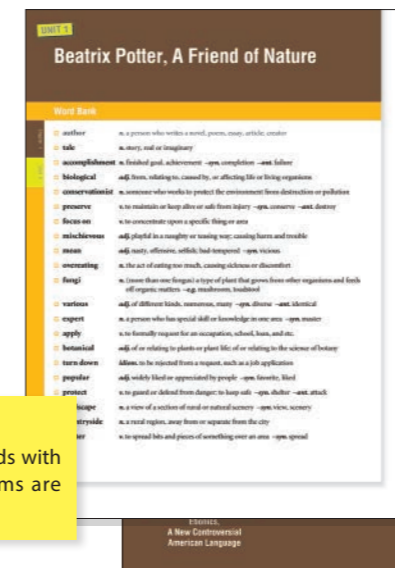 UNIT 1
Beatrix Potter, A Friend of Nature
Word Bank
author n. a person who writes a novel, poem, essay, article; creator
tale n. story, real or imaginary
accomplishment n. finished goal, achievement –syn. completion –ant. failure
biological adj. from, relating to, caused by, or affecting life or living organisms
conservationist n. someone who works to protect the environment from destruction or pollution
preserve v. to maintain or keep alive or safe from injury –syn. conserve –ant. destroy
focus on v. to concentrate upon a specific thing or area
mischievous adj. playful in a naughty or teasing way; causing harm and trouble
mean adj. nasty, offensive, selfish; bad-tempered –syn. vicious
overeating n. the act of eating too much, causing sickness or discomfort
fungi n. (more than one fungus) a type of plant that grows from other organisms and feeds
off organic matters –e.g. mushroom, toadstool
various adj. of different kinds, numerous, many –syn. diverse –ant. identical
expert n. a person who has special skill or knowledge in one area –syn. master
apply v. to formally request for an occupation, school, loan, and etc.
botanical adj. of or relating to plants or plant life; of or relating to the science of botany
turn down idiom. to be rejected from a request, such as a job application
popular adj. widely liked or appreciated by people –syn. favorite, liked
protect v. to guard or defend from danger; to keep safe –syn. shelter –ant. attack
scape n. a view of a section of rural or natural scenery –syn. view, scenery
tryside n. a rural region, away from or separate from the city
er v. to spread bits and pieces of something over an area –syn. spread
ds with
ms are
Ebonics,
A New Controversial
American Language